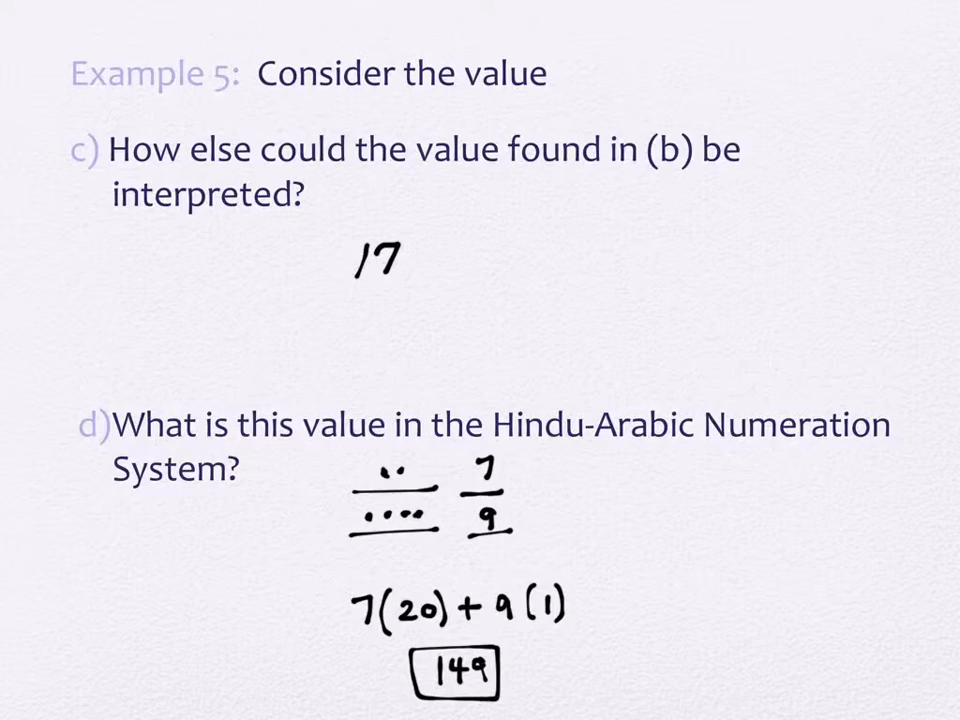 Example 5: Consider the value
c) How else could the value found in (b) be
interpreted?
17
d)What is this value in the Hindu-Arabic Numeration
System?
7
9
7(20) + 9(1)
149